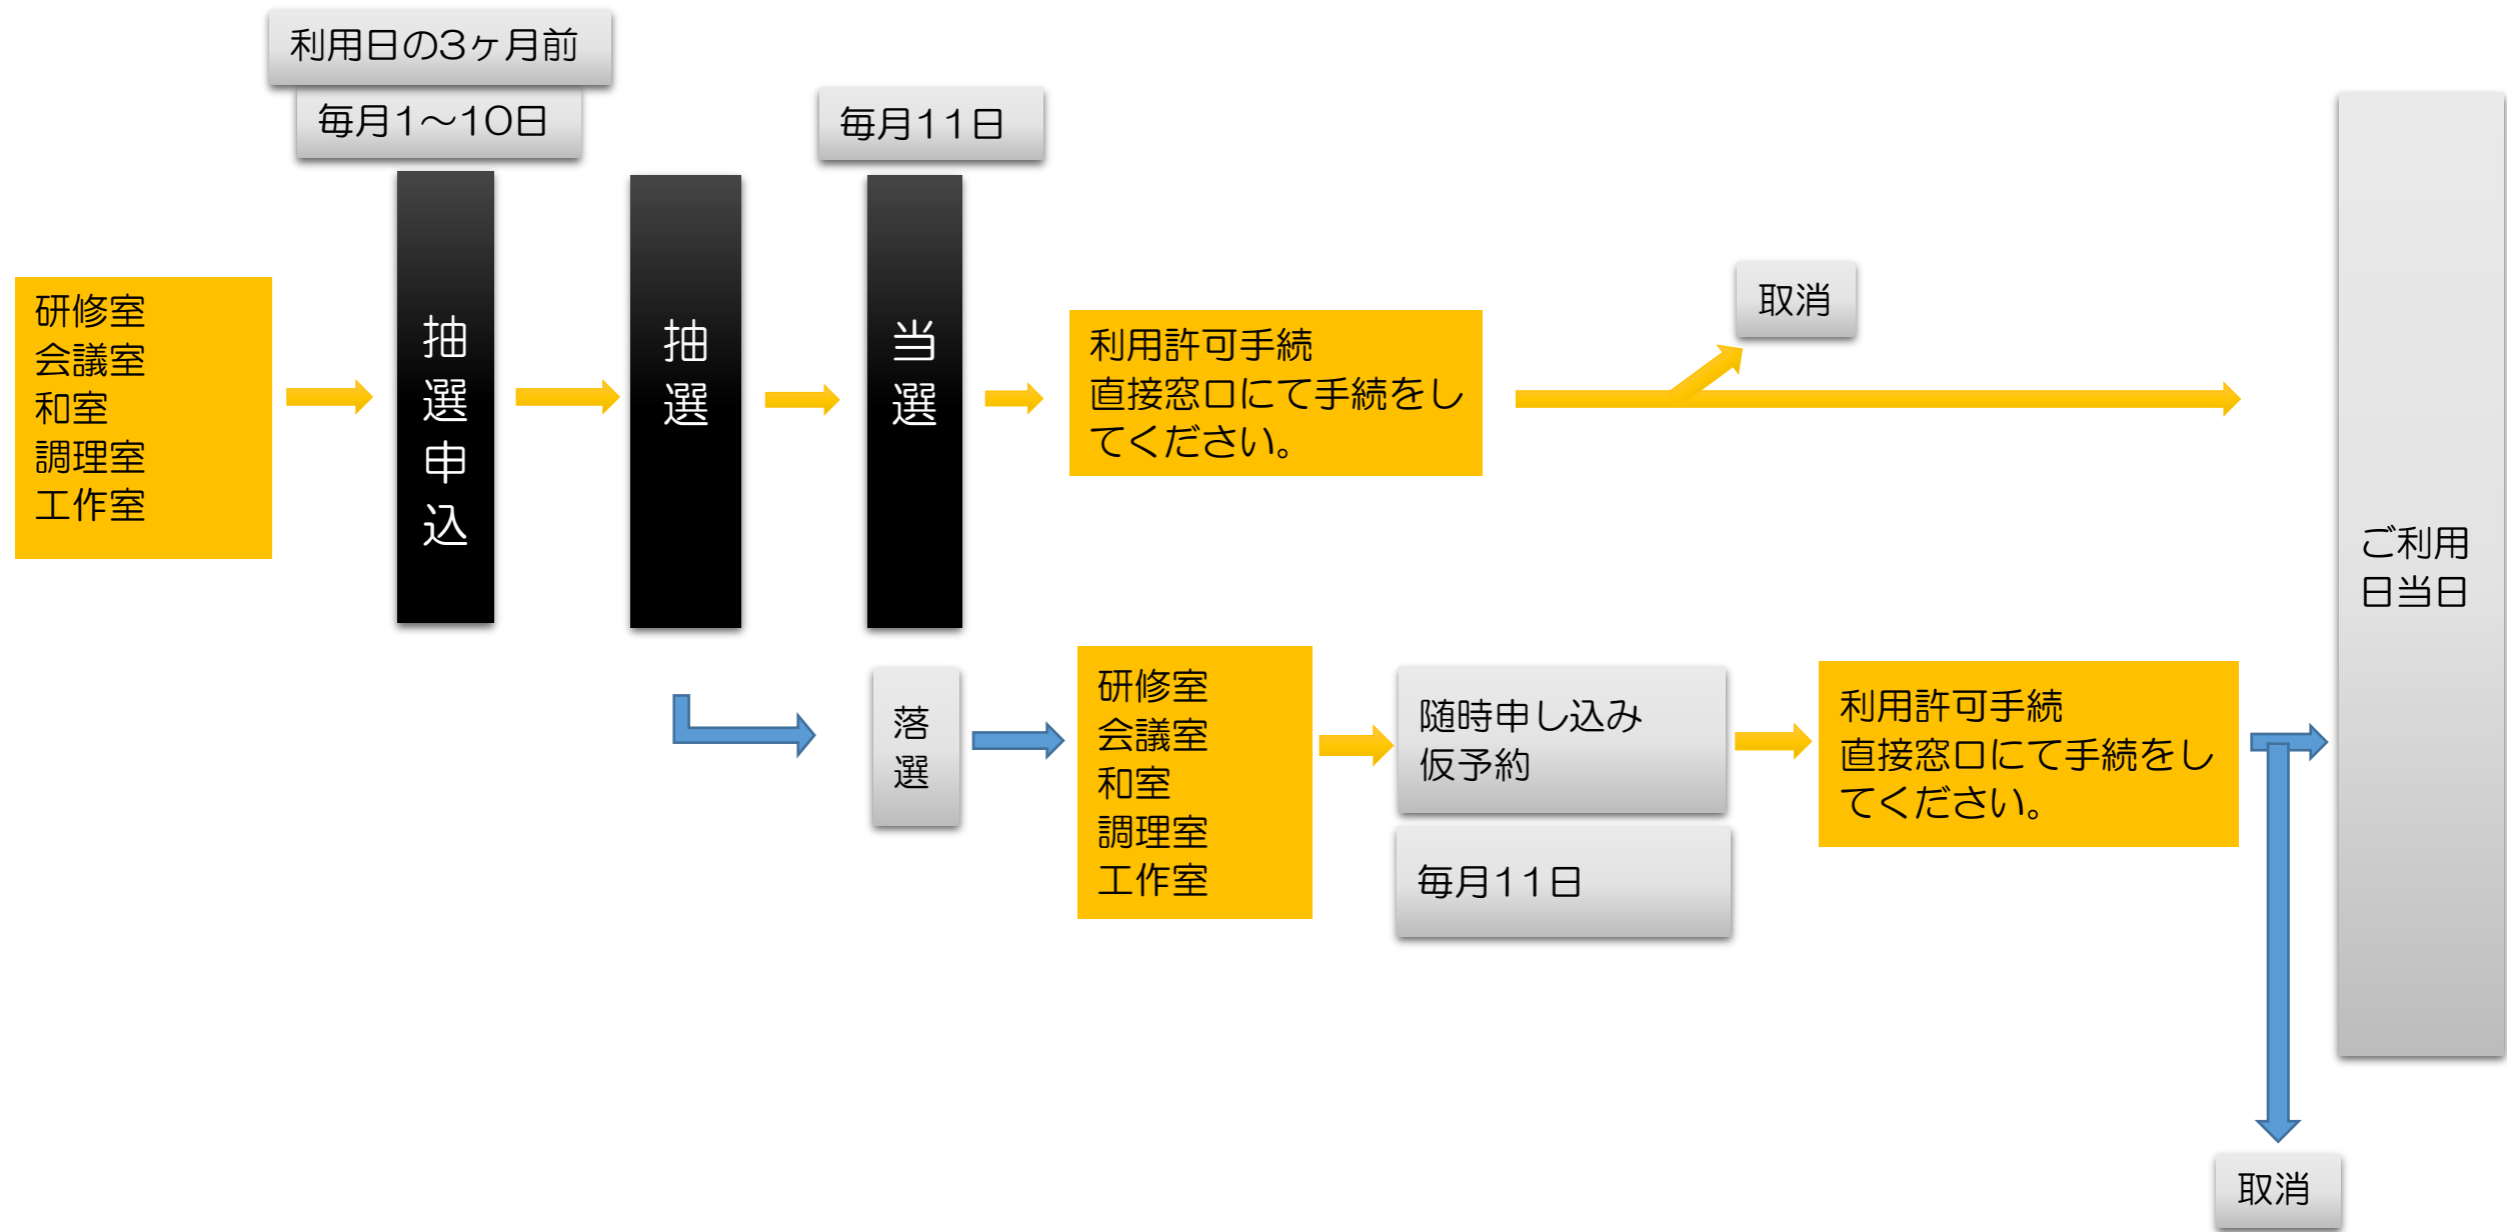 利用日の3ヶ月前
毎月1～10日
毎月11日
研修室
会議室
和室
調理室
工作室
抽選申込
抽選
当選
利用許可手続
直接窓口にて手続をし
てください。
取消
ご利用
日当日
落選
研修室
会議室
和室
調理室
工作室
随時申し込み
仮予約
毎月11日
利用許可手続
直接窓口にて手続をし
てください。
取消